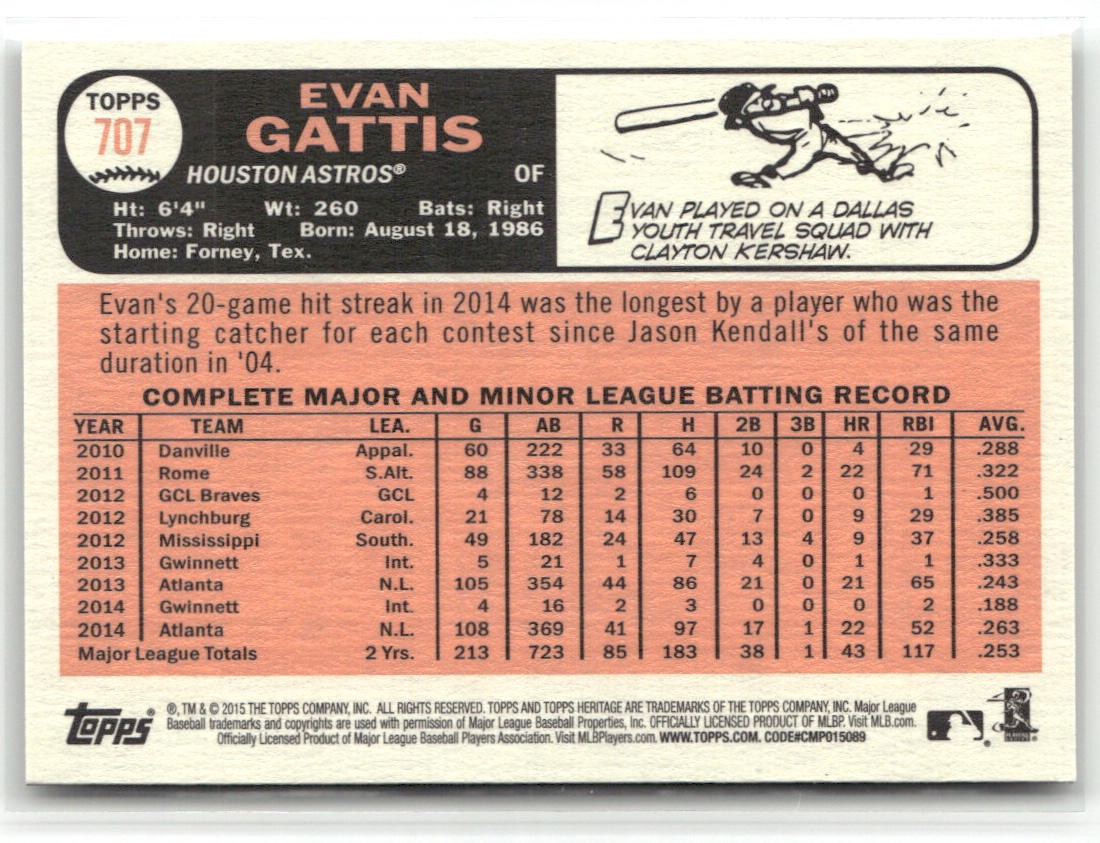 TOPPS
707
EVAN
GATTIS
HOUSTON ASTROS® OF
Ht: 6'4" Wt: 260 Bats: Right
Throws: Right Born: August 18, 1986
Home: Forney, Tex.
EVAN PLAYED ON A DALLAS
YOUTH TRAVEL SQUAD WITH
CLAYTON KERSHAW.
Evan's 20-game hit streak in 2014 was the longest by a player who was the
starting catcher for each contest since Jason Kendall's of the same
duration in '04.
COMPLETE MAJOR AND MINOR LEAGUE BATTING RECORD
YEAR TEAM LEA. G AB R H 2B 3B HR RBI AVG.
2010 Danville Appal. 60 222 33 64 10 0 4 29 .288
2011 Rome S.Alt. 88 338 58 109 24 2 22 71 .322
2012 GCL Braves GCL 4 12 2 6 0 0 0 1 .500
2012 Lynchburg Carol. 21 78 14 30 7 0 9 29 .385
2012 Mississippi South. 49 182 24 47 13 4 9 37 .258
2013 Gwinnett Int. 5 21 1 7 4 0 1 1 .333
2013 Atlanta N.L. 105 354 44 86 21 0 21 65 .243
2014 Gwinnett Int. 4 16 2 3 0 0 0 2 .188
2014 Atlanta N.L. 108 369 41 97 17 1 22 52 .263
Major League Totals 2 Yrs. 213 723 85 183 38 1 43 117 .253
topps®
®, TM & © 2015 THE TOPPS COMPANY, INC. ALL RIGHTS RESERVED. TOPPS AND TOPPS HERITAGE ARE TRADEMARKS OF THE TOPPS COMPANY, INC. Major League
Baseball trademarks and copyrights are used with permission of Major League Baseball Properties, Inc. OFFICIALLY LICENSED PRODUCT OF MLBP. Visit MLB.com.
Officially Licensed Product of Major League Baseball Players Association. Visit MLBPlayers.com. WWW.TOPPS.COM. CODE#CMP015089